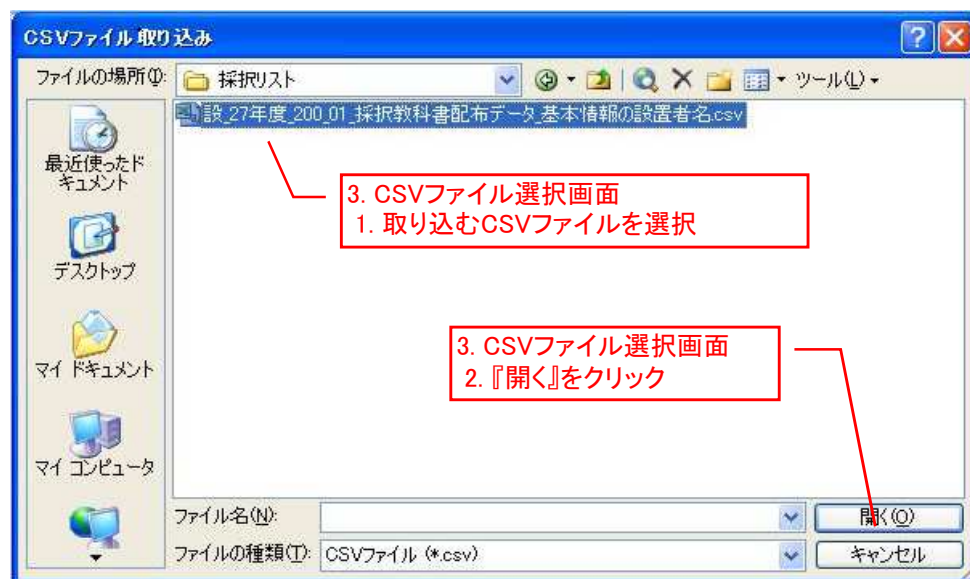 CSVファイル取り込み
ファイルの場所(I):
採択リスト
ツール(L)
設_27年度_200_01_採択教科書配布データ_基本情報の設置者名.csv
最近使ったド
キュメント
3. CSVファイル選択画面
1. 取り込むCSVファイルを選択
デスクトップ
マイ ドキュメント
3. CSVファイル選択画面
2. 『開く』をクリック
マイ コンピュータ
ファイル名(N):
開く(O)
ファイルの種類(T):
CSVファイル (*.csv)
キャンセル